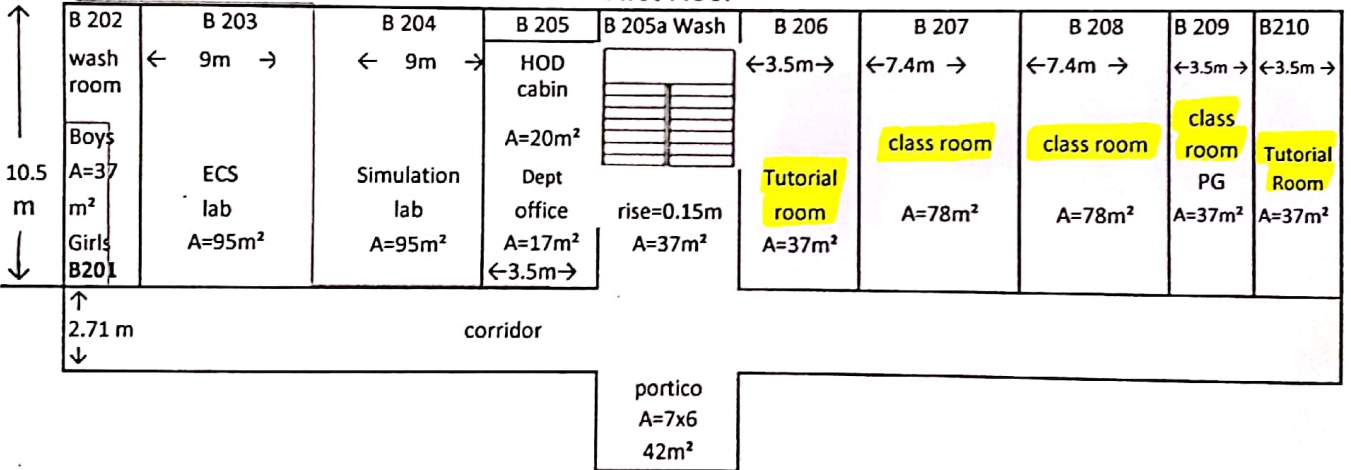 B 202
wash
room
Boys
A=37
m²
Girls
B201
B 203
← 9m →
ECS
lab
A=95m²
B 204
← 9m →
Simulation
lab
A=95m²
B 205
HOD
cabin
A=20m²
Dept
office
A=17m²
←3.5m→
B 205a Wash
rise=0.15m
A=37m²
B 206
←3.5m→
Tutorial
room
A=37m²
B 207
←7.4m →
class room
A=78m²
B 208
←7.4m →
class room
A=78m²
B 209
←3.5m →
class
room
PG
A=37m²
B210
←3.5m→
Tutorial
Room
A=37m²
10.5
m
2.71 m
corridor
portico
A=7x6
42m²